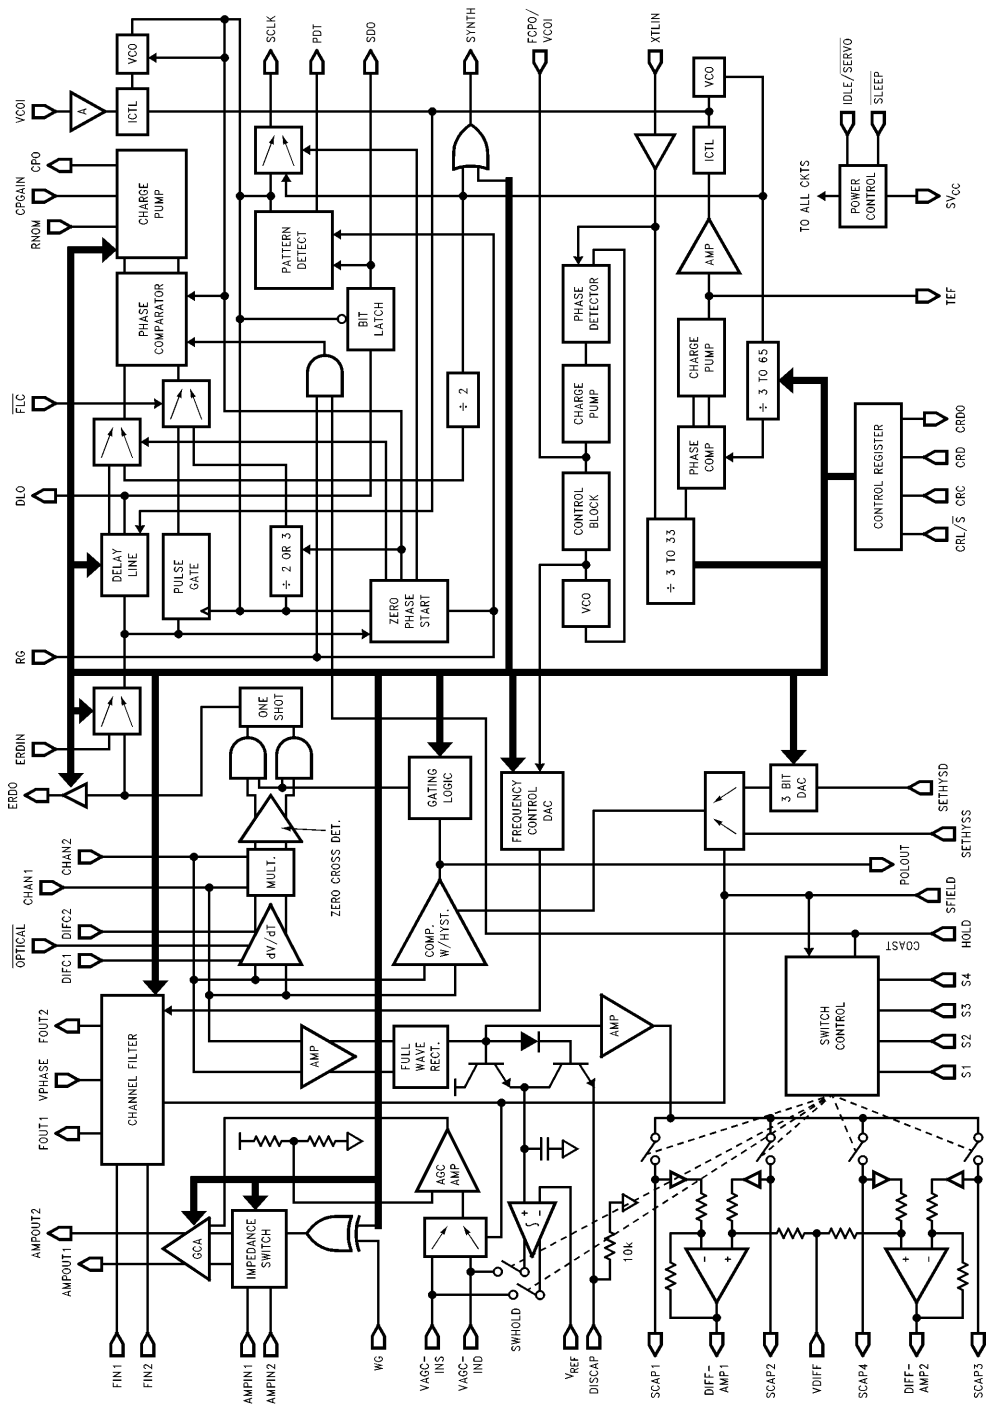 VCOI
CPO
CPGAIN
RNOM
FLC
DLO
RG
ERDIN
ERDO
CHAN2
CHAN1
DIFC2
OPTICAL
DIFC1
FOUT2
VPHASE
FOUT1
AMPOUT2
AMPOUT1
FIN1
FIN2
AMPIN1
AMPIN2
WG
VAGC-
INS
VAGC-
IND
SWHOLD
VREF
DISCAP
SCAP1
DIFF-
AMP1
SCAP2
VDIFF
SCAP4
DIFF-
AMP2
SCAP3
S1
S2
S3
S4
HOLD
COAST
SFIELD
POLOUT
SETHYSS
SETHYSD
CRL/S
CRC
CRD
CRDO
TEF
SVCC
SLEEP
IDLE/SERVO
TO ALL CKTS
XTLIN
FCPO/
VCOI
SYNTH
SDO
PDT
SCLK
VCO
ICTL
A
CHARGE
PUMP
PHASE
COMPARATOR
PATTERN
DETECT
BIT
LATCH
÷ 2
DELAY
LINE
PULSE
GATE
÷ 2 OR 3
ZERO
PHASE
START
PHASE
DETECTOR
CHARGE
PUMP
CONTROL
BLOCK
VCO
VCO
ICTL
AMP
CHARGE
PUMP
PHASE
COMP
÷ 3 TO 65
÷ 3 TO 33
POWER
CONTROL
CONTROL REGISTER
ONE
SHOT
ZERO CROSS DET.
MULT.
dV/dT
GATING
LOGIC
FREQUENCY
CONTROL
DAC
3 BIT
DAC
COMP.
W/HYST.
CHANNEL FILTER
AMP
FULL
WAVE
RECT.
AMP
SWITCH
CONTROL
AGC
AMP
GCA
IMPEDANCE
SWITCH
∫
+
-
10k
-
+
+
-